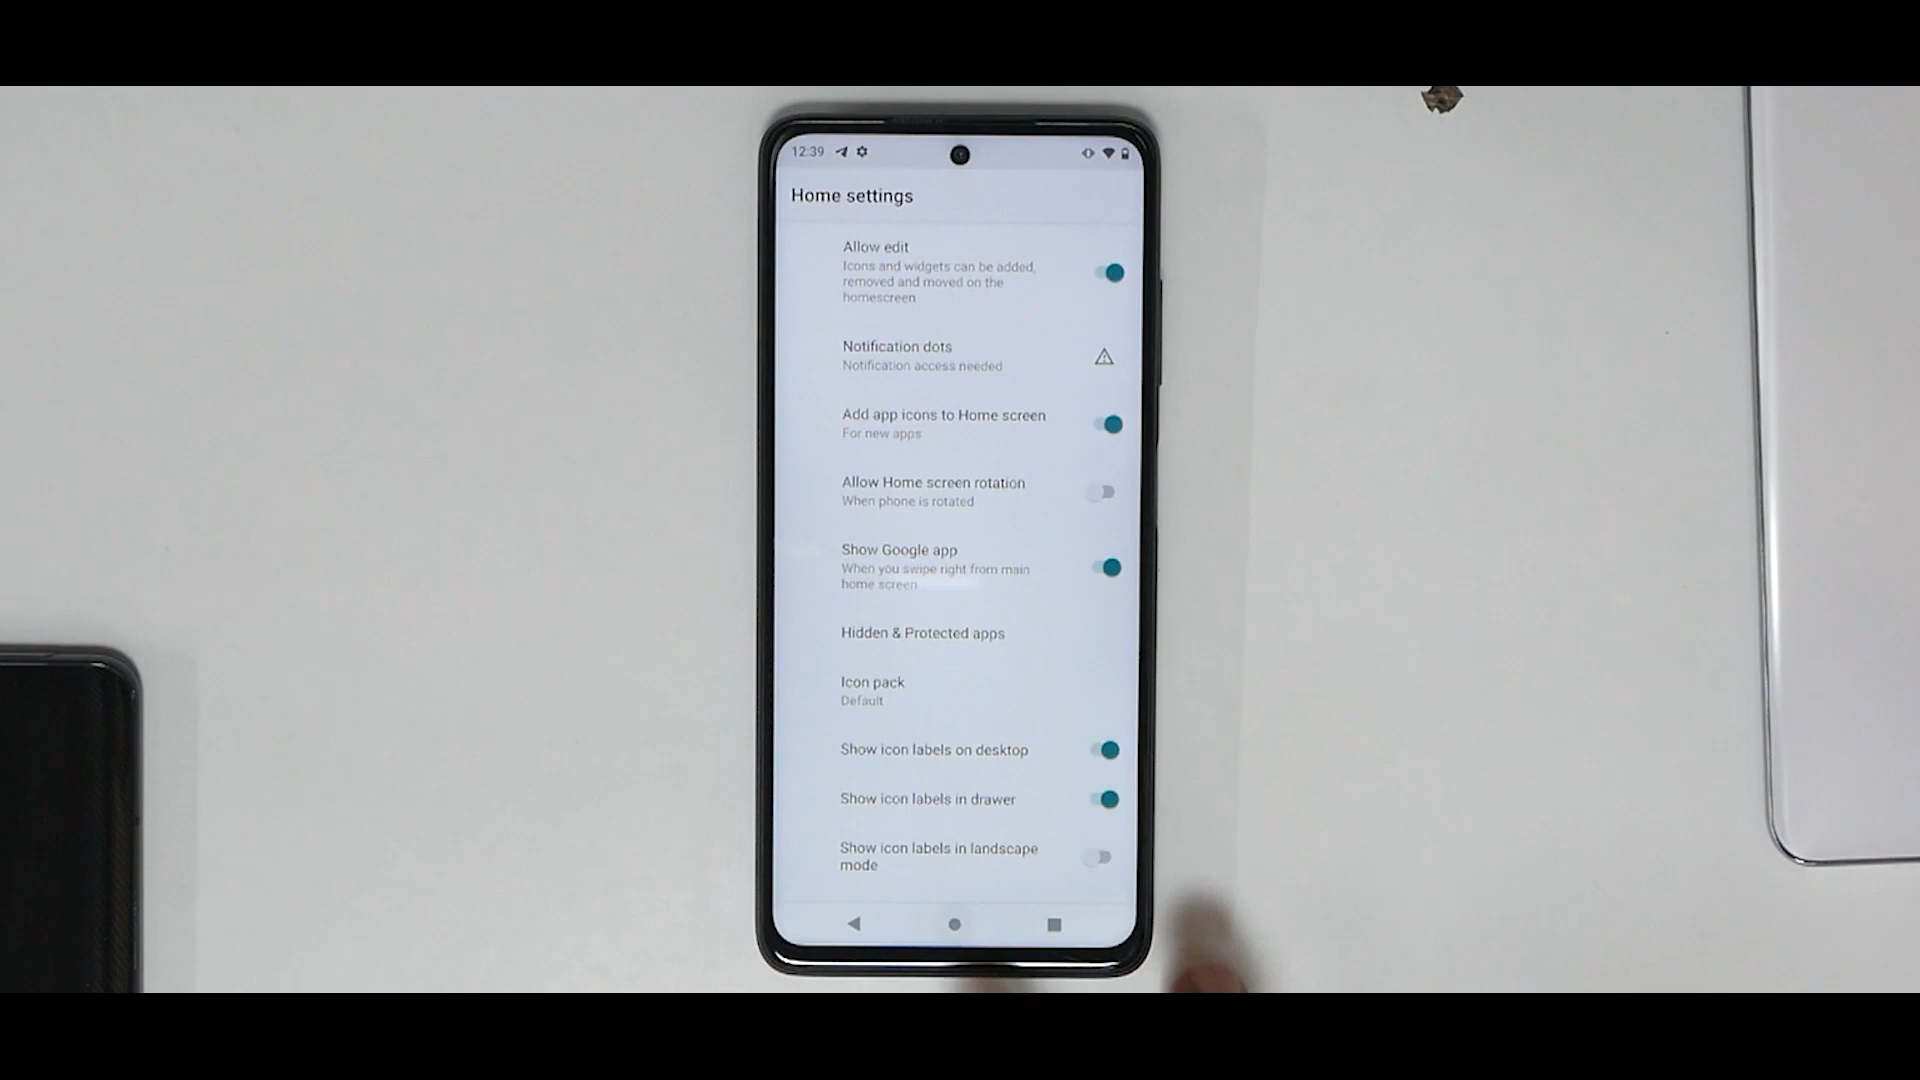 12:39
Home settings
Allow edit
Icons and widgets can be added,
removed and moved on the
homescreen
Notification dots
Notification access needed
Add app icons to Home screen
For new apps
Allow Home screen rotation
When phone is rotated
Show Google app
When you swipe right from main
home screen
Hidden & Protected apps
Icon pack
Default
Show icon labels on desktop
Show icon labels in drawer
Show icon labels in landscape
mode